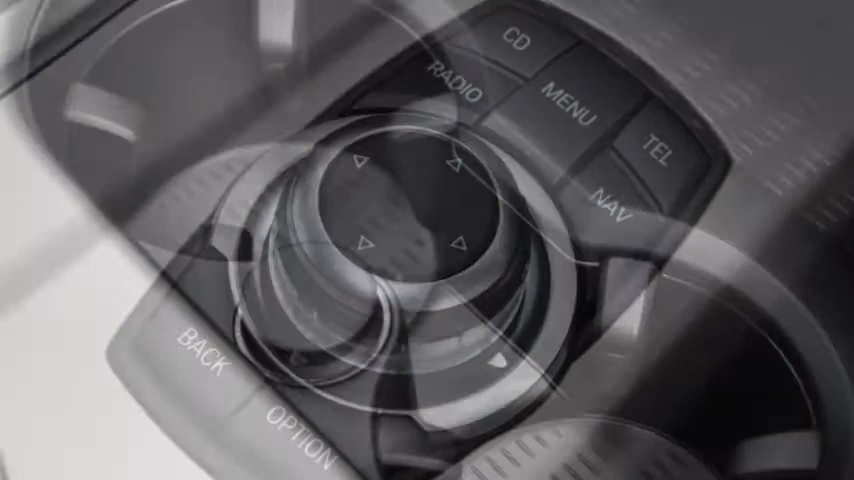 CD
RADIO
MENU
TEL
NAV
BACK
OPTION